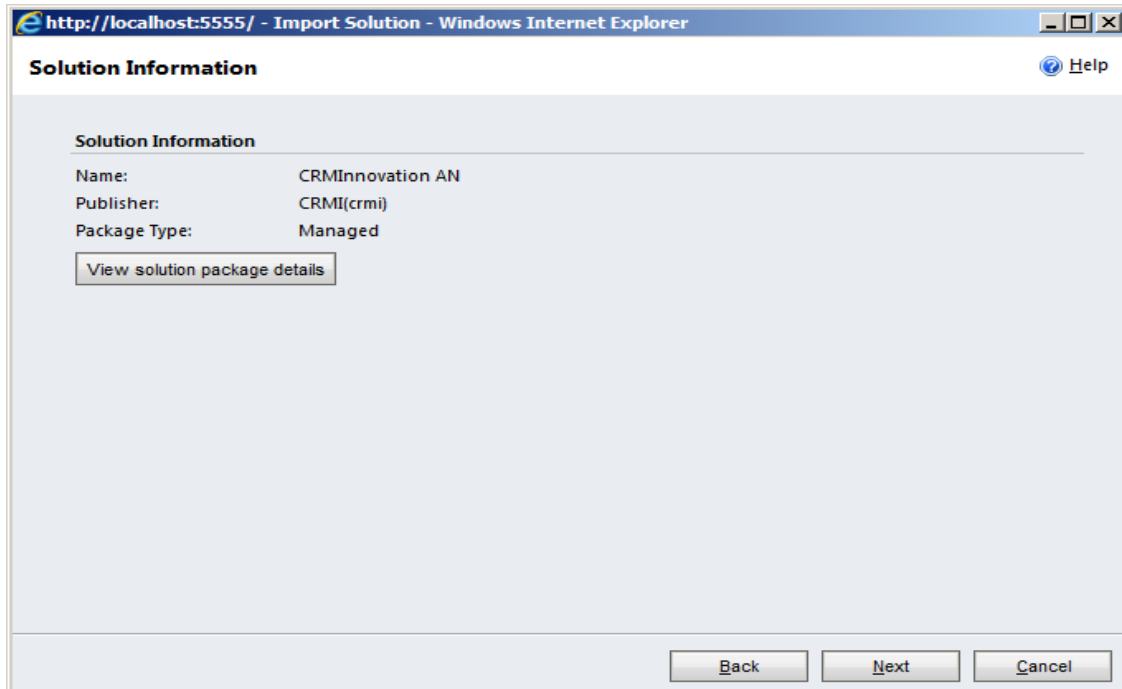 http://localhost:5555/ - Import Solution - Windows Internet Explorer
Solution Information
Help
Solution Information
Name: CRMInnovation AN
Publisher: CRMI(crmi)
Package Type: Managed
View solution package details
Back Next Cancel